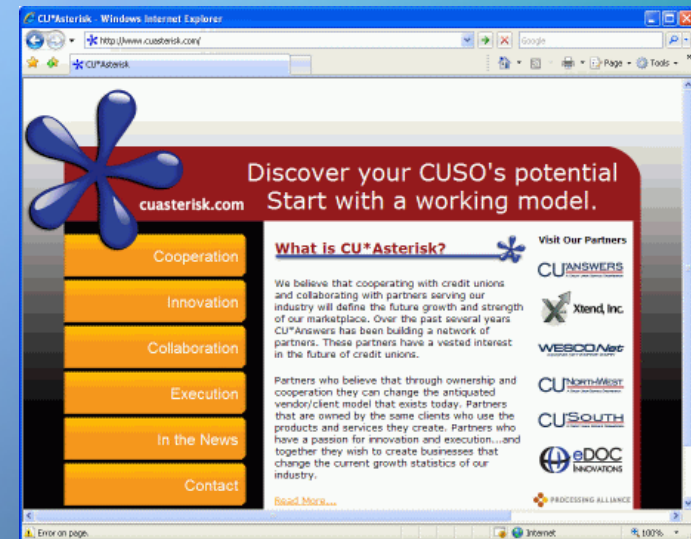 CU*Asterisk - Windows Internet Explorer
http://www.cuasterisk.com/
Google
CU*Asterisk
Page
Tools
Discover your CUSO's potential
Start with a working model.
cuasterisk.com
Cooperation
Innovation
Collaboration
Execution
In the News
Contact
What is CU*Asterisk?
We believe that cooperating with credit unions
and collaborating with partners serving our
industry will define the future growth and strength
of our marketplace. Over the past several years
CU*Answers has been building a network of
partners. These partners have a vested interest
in the future of credit unions.
Partners who believe that through ownership and
cooperation they can change the antiquated
vendor/client model that exists today. Partners
that are owned by the same clients who use the
products and services they create. Partners who
have a passion for innovation and execution...and
together they wish to create businesses that
change the current growth statistics of our
industry.
Read More...
Visit Our Partners
CU*ANSWERS
Xtend, Inc.
WESCO Net
CU*NORTHWEST
CU*SOUTH
eDOC
INNOVATIONS
PROCESSING ALLIANCE
Error on page.
Internet
100%